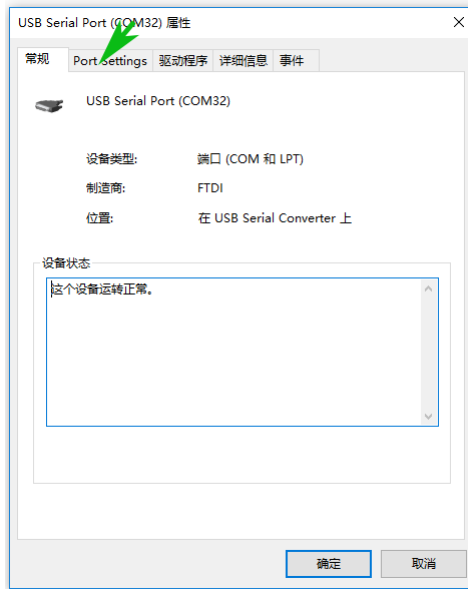 USB Serial Port (COM32) 属性
常规 Port Settings 驱动程序 详细信息 事件
USB Serial Port (COM32)
设备类型: 端口 (COM 和 LPT)
制造商: FTDI
位置: 在 USB Serial Converter 上
设备状态
这个设备运转正常。
确定 取消